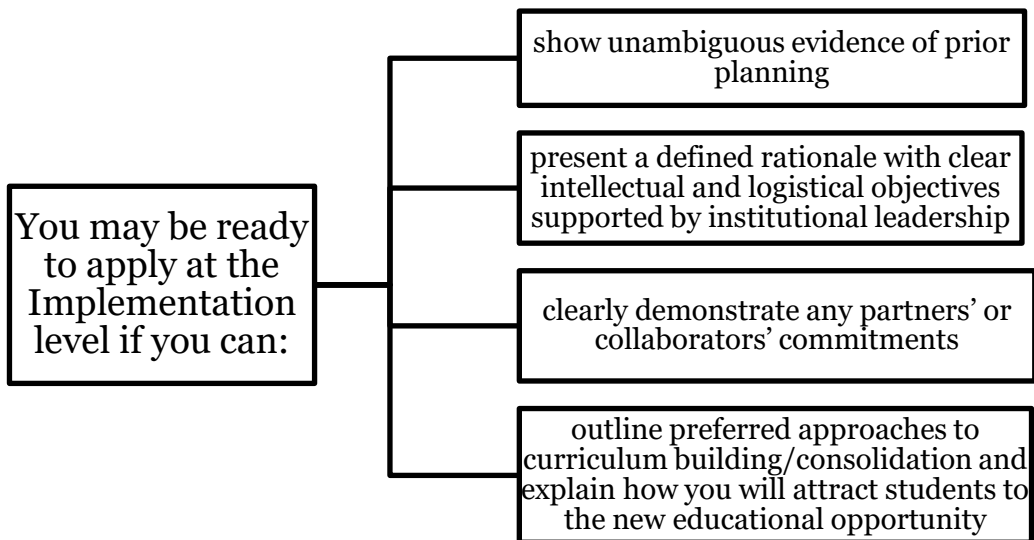 You may be ready
to apply at the
Implementation
level if you can:
show unambiguous evidence of prior
planning
present a defined rationale with clear
intellectual and logistical objectives
supported by institutional leadership
clearly demonstrate any partners’ or
collaborators’ commitments
outline preferred approaches to
curriculum building/consolidation and
explain how you will attract students to
the new educational opportunity